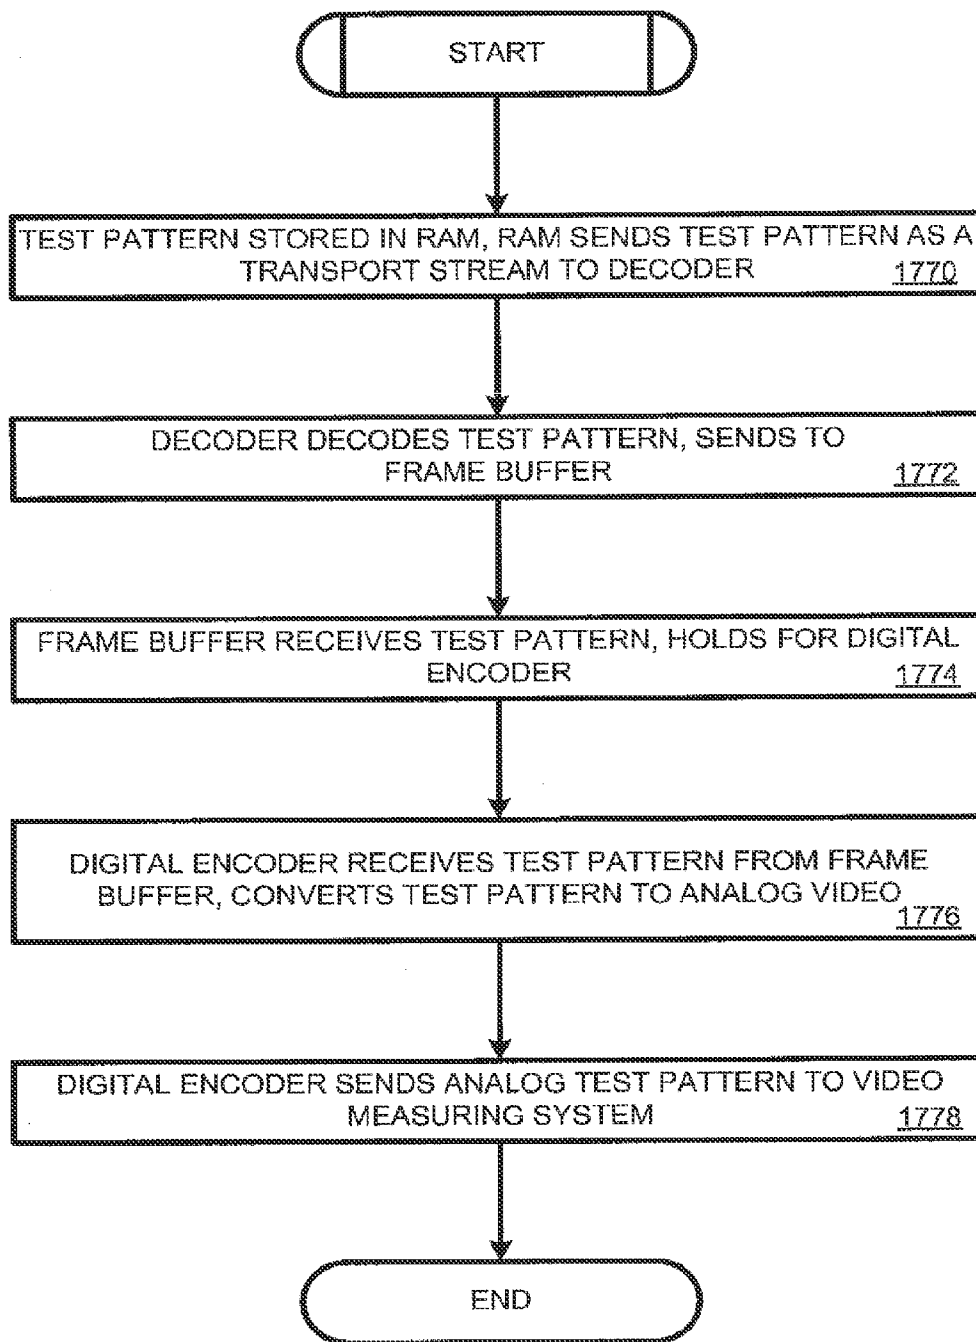 START
TEST PATTERN STORED IN RAM, RAM SENDS TEST PATTERN AS A
TRANSPORT STREAM TO DECODER
1770
DECODER DECODES TEST PATTERN, SENDS TO
FRAME BUFFER
1772
FRAME BUFFER RECEIVES TEST PATTERN, HOLDS FOR DIGITAL
ENCODER
1774
DIGITAL ENCODER RECEIVES TEST PATTERN FROM FRAME
BUFFER, CONVERTS TEST PATTERN TO ANALOG VIDEO
1776
DIGITAL ENCODER SENDS ANALOG TEST PATTERN TO VIDEO
MEASURING SYSTEM
1778
END